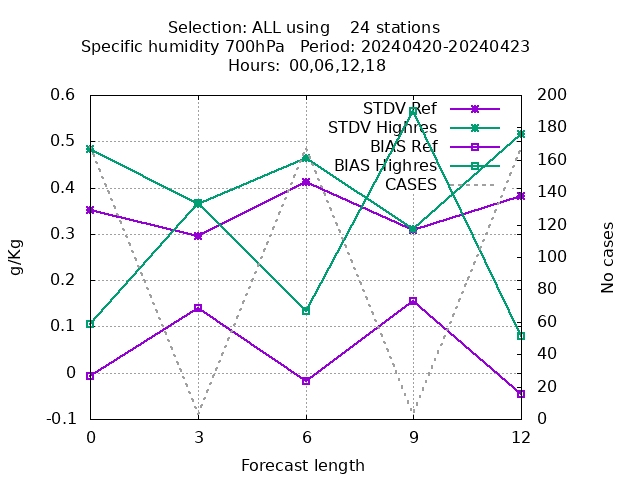 Selection: ALL using    24 stations
Specific humidity 700hPa   Period: 20240420-20240423
Hours: 00,06,12,18
0.6
0.5
0.4
0.3
0.2
0.1
0
-0.1
200
180
160
140
120
100
80
60
40
20
0
STDV Ref
STDV Highres
BIAS Ref
BIAS Highres
CASES
g/Kg
No cases
0 3 6 9 12
Forecast length